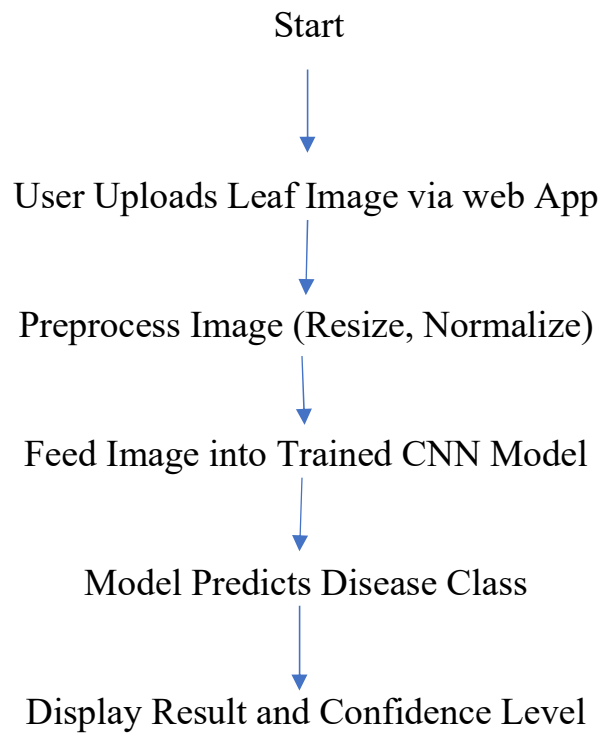 Start
User Uploads Leaf Image via web App
Preprocess Image (Resize, Normalize)
Feed Image into Trained CNN Model
Model Predicts Disease Class
Display Result and Confidence Level